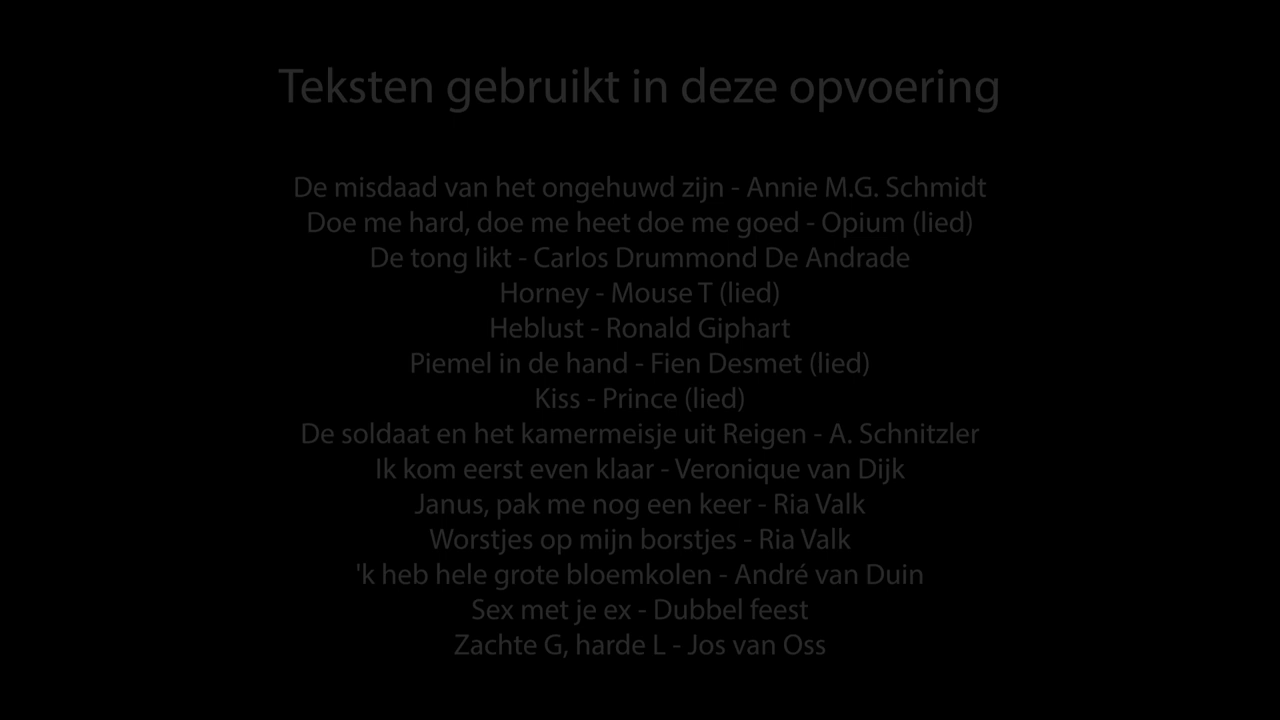 Teksten gebruikt in deze opvoering
De misdaad van het ongehuwd zijn - Annie M.G. Schmidt
Doe me hard, doe me heet doe me goed - Opium (lied)
De tong likt - Carlos Drummond De Andrade
Horney - Mouse T (lied)
Heblust - Ronald Giphart
Piemel in de hand - Fien Desmet (lied)
Kiss - Prince (lied)
De soldaat en het kamermeisje uit Reigen - A. Schnitzler
Ik kom eerst even klaar - Veronique van Dijk
Janus, pak me nog een keer - Ria Valk
Worstjes op mijn borstjes - Ria Valk
'k heb hele grote bloemkolen - André van Duin
Sex met je ex - Dubbel feest
Zachte G, harde L - Jos van Oss